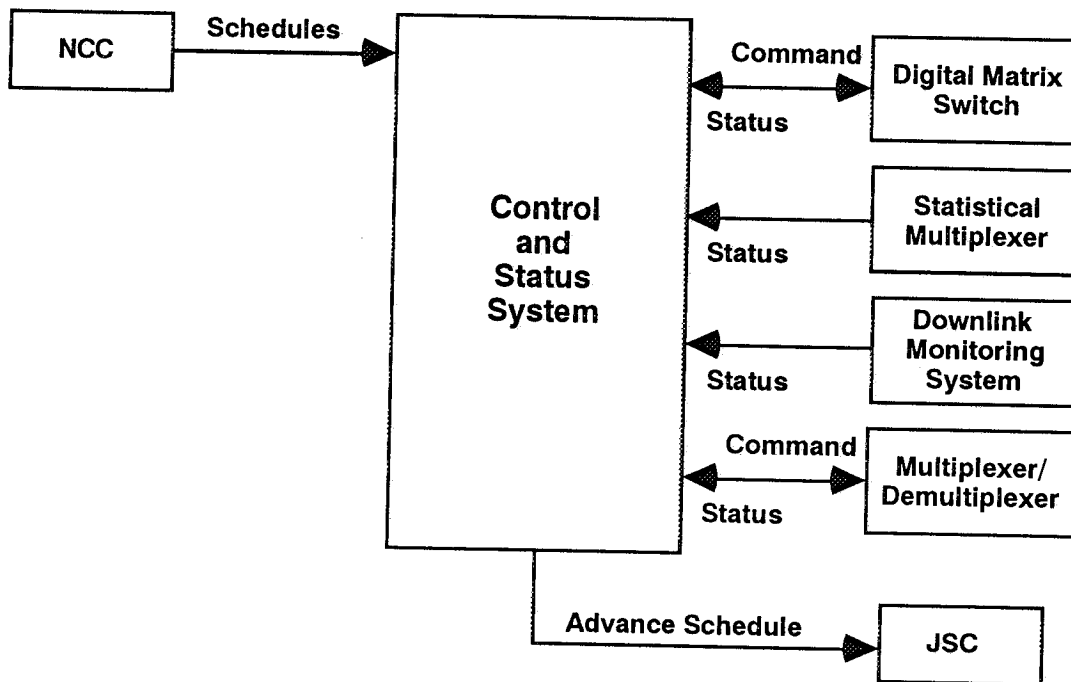 NCC
Schedules
Control
and
Status
System
Command
Status
Digital Matrix
Switch
Status
Statistical
Multiplexer
Status
Downlink
Monitoring
System
Command
Status
Multiplexer/
Demultiplexer
Advance Schedule
JSC